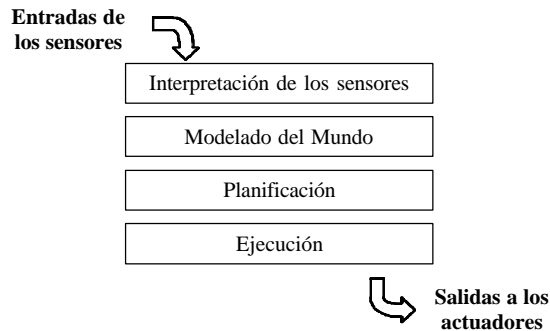 Entradas de
los sensores
Interpretación de los sensores
Modelado del Mundo
Planificación
Ejecución
Salidas a los
actuadores